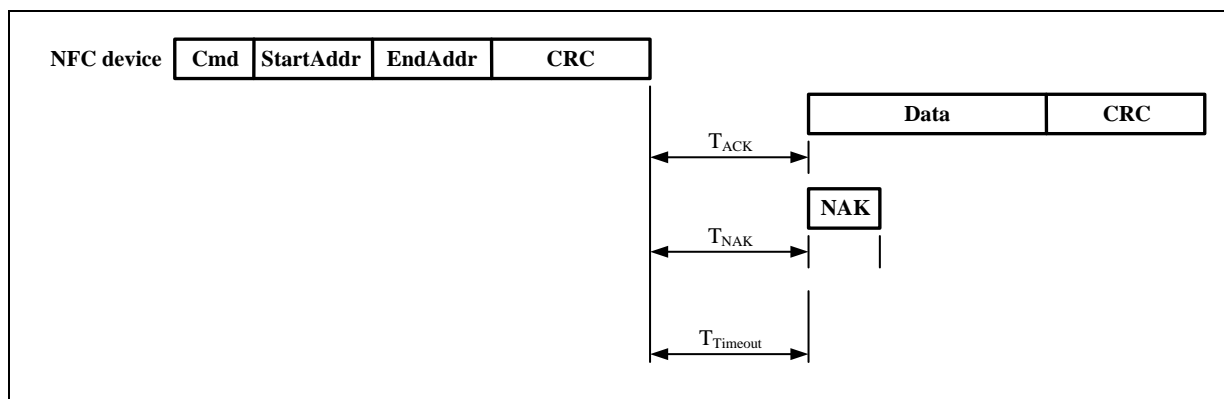 NFC device Cmd StartAddr EndAddr CRC
Data CRC
TACK
NAK
TNAK
TTimeout